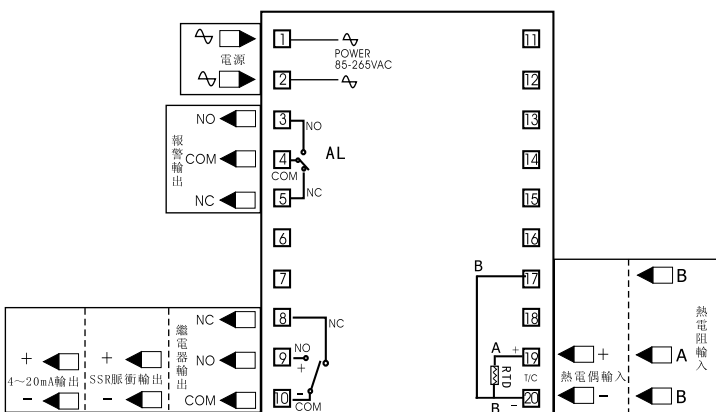 電源
1
POWER
85-265VAC
2
11
12
報警輸出
NO
COM
NC
3
NO
4
AL
COM
5
NC
13
14
15
6
7
16
17
B
B
繼電器輸出
NC
NO
COM
8
NC
9
NO
+
10
-
COM
+
4～20mA輸出
-
+
SSR脈衝輸出
-
18
A
+
19
RTD
T/C
B
-
20
+
熱電偶輸入
-
熱電阻輸入
A
B